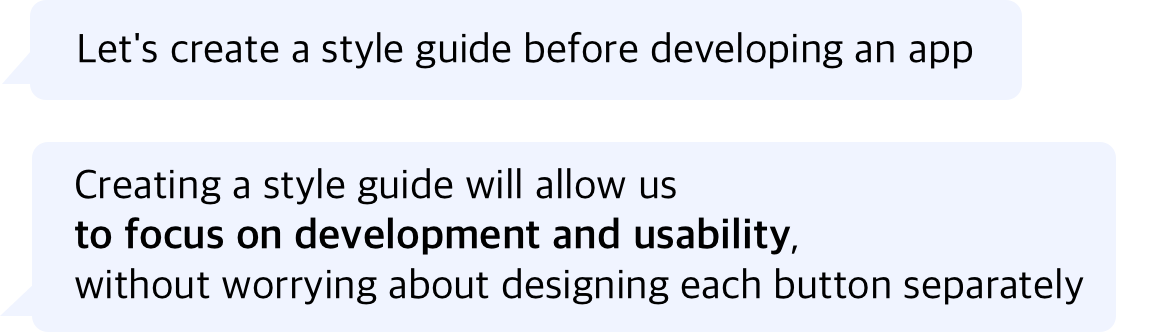 Let's create a style guide before developing an app
Creating a style guide will allow us
to focus on development and usability,
without worrying about designing each button separately